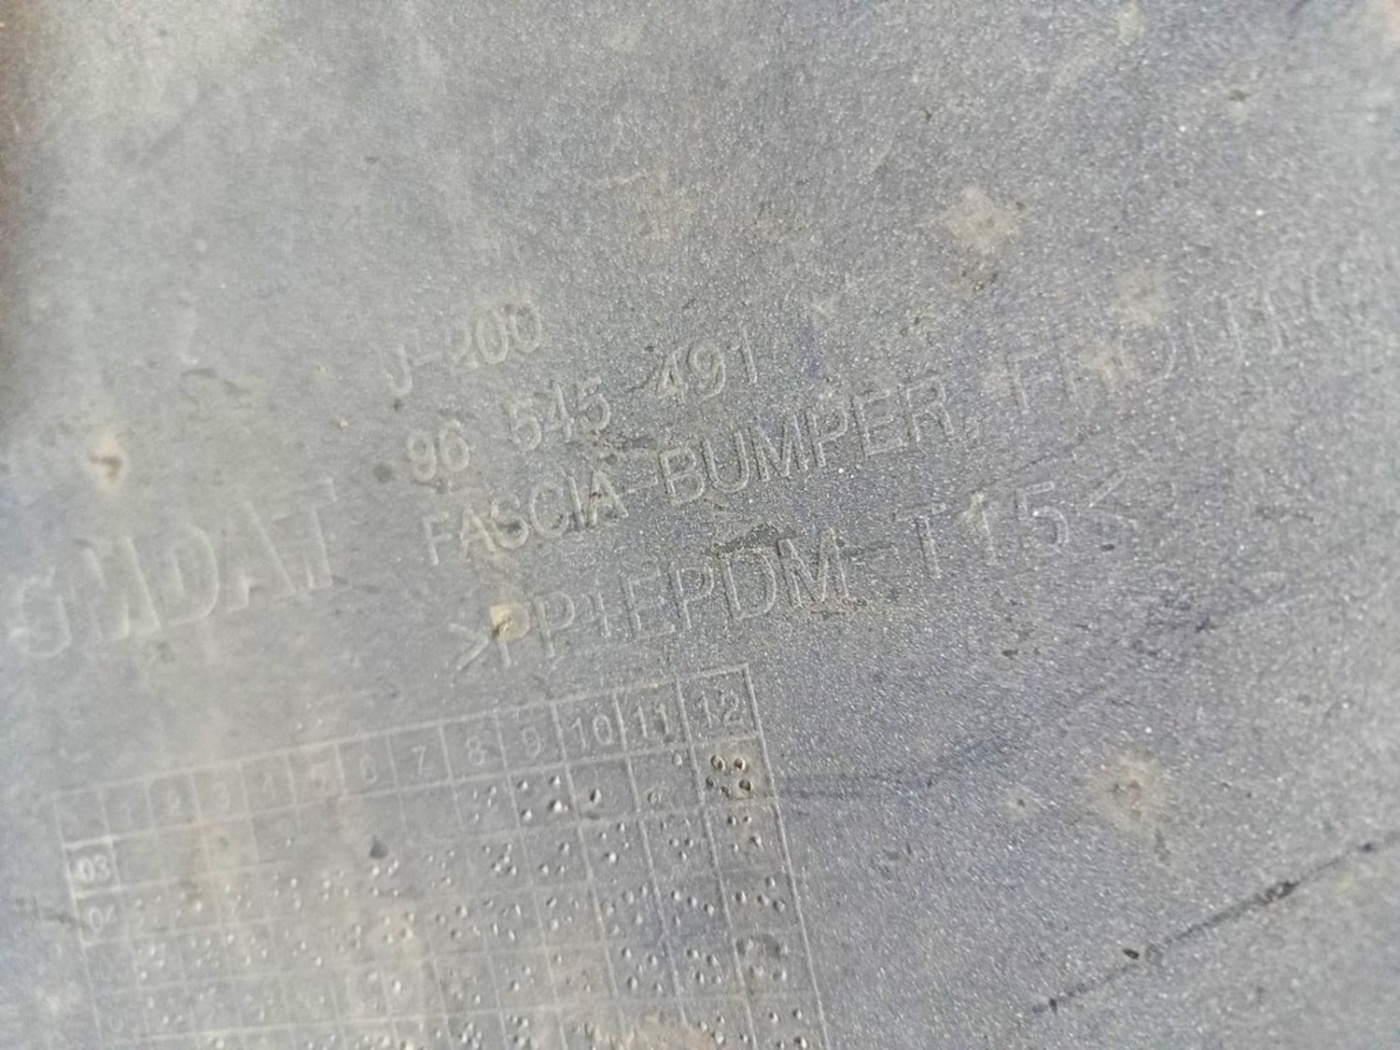 J-200
96 545 491
FASCIA-BUMPER, FRONT
>PP+EPDM-T15<
1 2 3 4 5 6 7 8 9 10 11 12
03
04